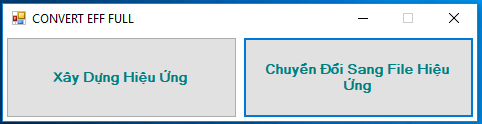 CONVERT EFF FULL
Xây Dựng Hiệu Ứng
Chuyển Đổi Sang File Hiệu
Ứng